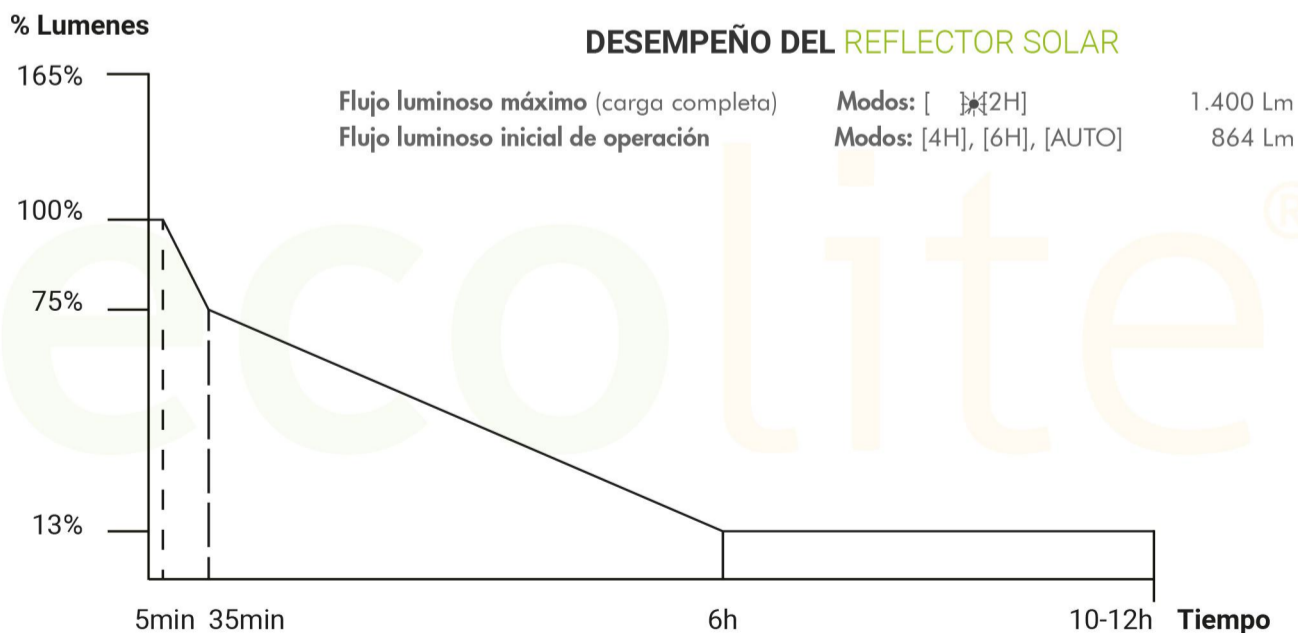 % Lumenes
DESEMPEÑO DEL REFLECTOR SOLAR
165%
Flujo luminoso máximo (carga completa) Modos: [ ] [2H] 1.400 Lm
Flujo luminoso inicial de operación Modos: [4H], [6H], [AUTO] 864 Lm
100%
75%
13%
5min 35min 6h 10-12h Tiempo
ecolite®